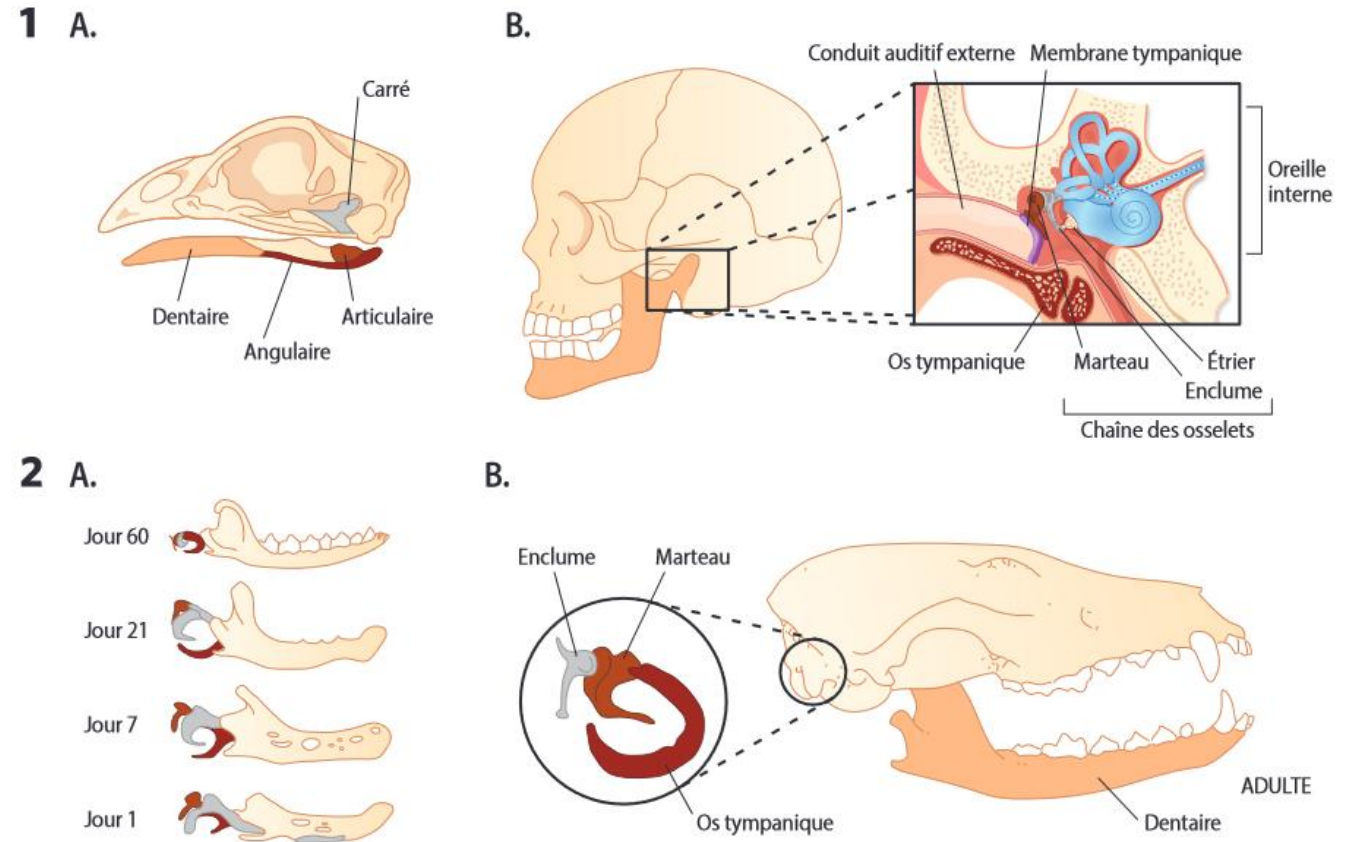 1 A.
Carré
Dentaire
Angulaire
Articulaire
B.
Conduit auditif externe
Membrane tympanique
Oreille
interne
Os tympanique
Marteau
Étrier
Enclume
Chaîne des osselets
2 A.
Jour 60
Jour 21
Jour 7
Jour 1
B.
Enclume
Marteau
Os tympanique
ADULTE
Dentaire